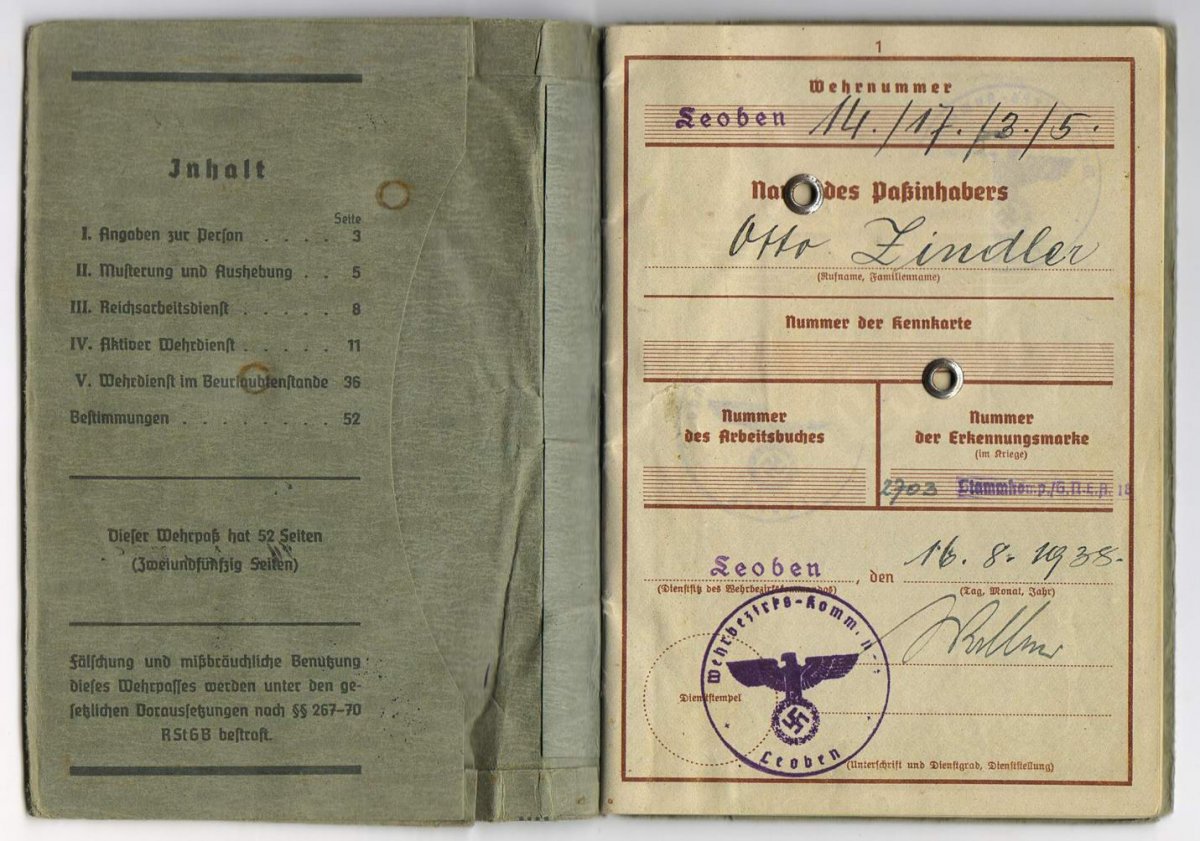 Inhalt
Seite
I. Angaben zur Person . . . . 3
II. Musterung und Aushebung . . 5
III. Reichsarbeitsdienst . . . . . 8
IV. Aktiver Wehrdienst . . . . . 11
V. Wehrdienst im Beurlaubtenstande 36
Bestimmungen . . . . . . . 52
Dieser Wehrpaß hat 52 Seiten
(Zweiundfünfzig Seiten)
Fälschung und mißbräuchliche Benutzung
dieses Wehrpasses werden unter den ge-
setzlichen Voraussetzungen nach §§ 267–70
RStGB bestraft.
1
Wehrnummer
Leoben 14./17./3./5.
des Paßinhabers
Otto Zindler
(Rufname, Familienname)
Nummer der Kennkarte
Nummer
des Arbeitsbuches
Nummer
der Erkennungsmarke
(im Kriege)
2703 Stammkomp./
Leoben, den 16. 8. 1938.
(Dienstsitz des Wehrbezirkskommandos)
(Tag, Monat, Jahr)
Wehrbezirks-Komm.
Dienststempel
Leoben
(Unterschrift und Dienstgrad, Dienststellung)